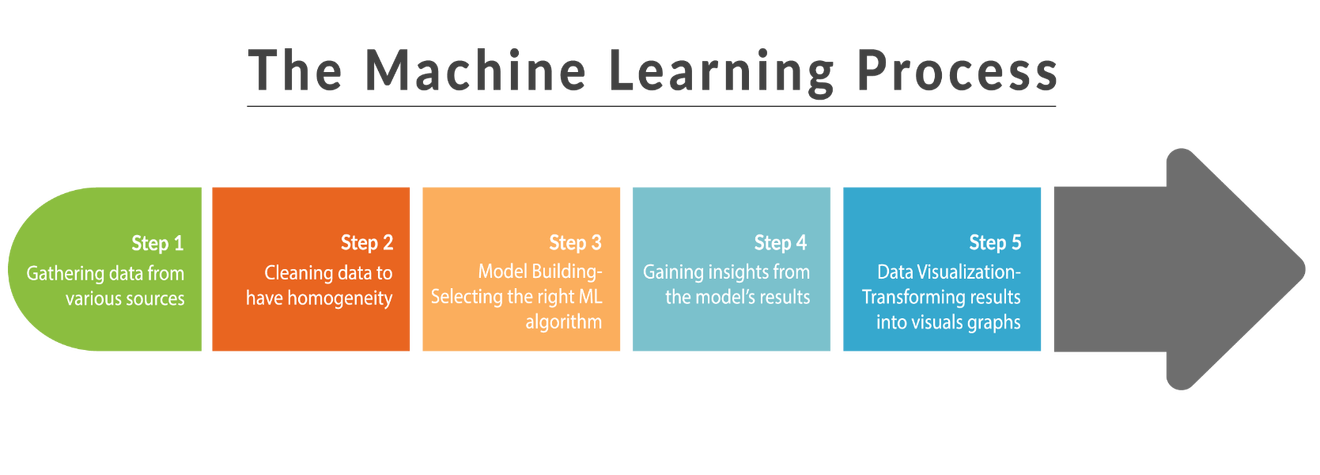 The Machine Learning Process
Step 1
Gathering data from
various sources
Step 2
Cleaning data to
have homogeneity
Step 3
Model Building-
Selecting the right ML
algorithm
Step 4
Gaining insights from
the model’s results
Step 5
Data Visualization-
Transforming results
into visuals graphs